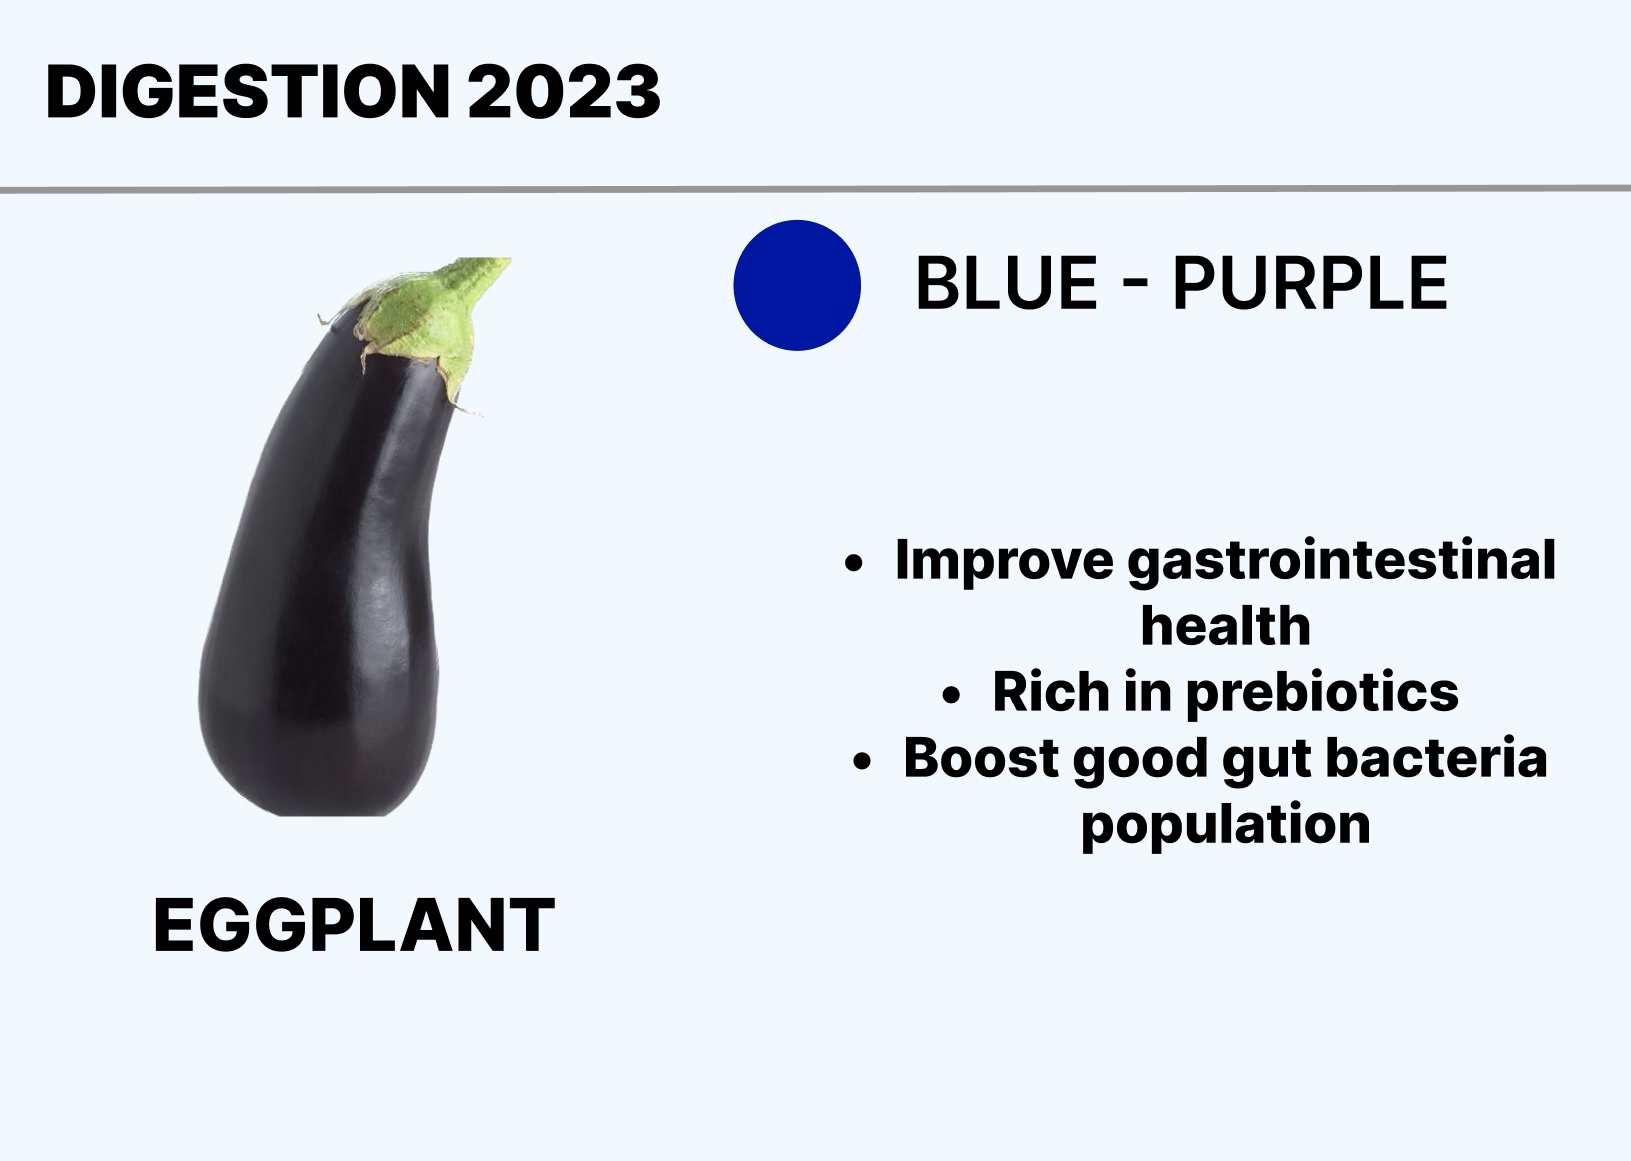 DIGESTION 2023
BLUE - PURPLE
• Improve gastrointestinal
health
• Rich in prebiotics
• Boost good gut bacteria
population
EGGPLANT